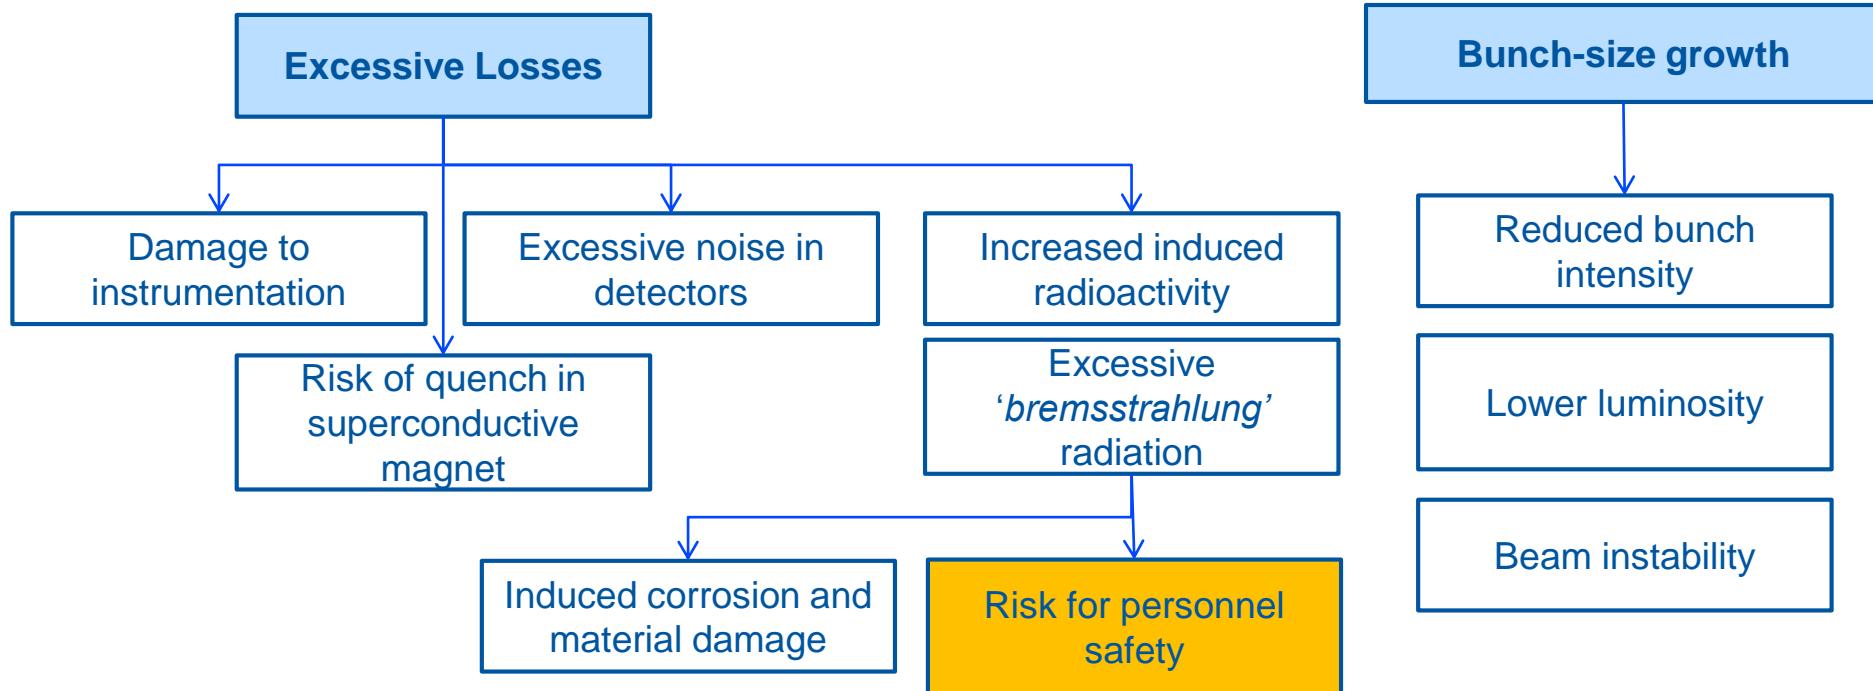 Excessive Losses
Bunch-size growth
Damage to
instrumentation
Excessive noise in
detectors
Increased induced
radioactivity
Reduced bunch
intensity
Risk of quench in
superconductive
magnet
Excessive
‘bremsstrahlung’
radiation
Lower luminosity
Induced corrosion and
material damage
Risk for personnel
safety
Beam instability